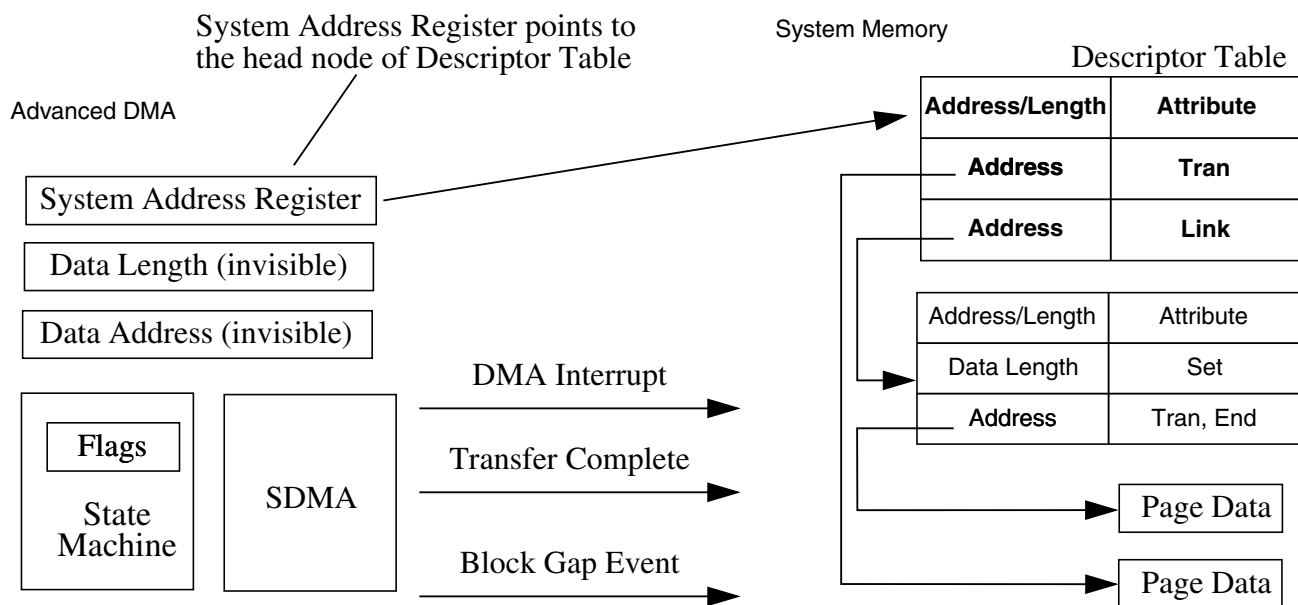 System Address Register points to
the head node of Descriptor Table
System Memory
Descriptor Table
Advanced DMA
Address/Length Attribute
Address Tran
Address Link
System Address Register
Data Length (invisible)
Data Address (invisible)
Address/Length Attribute
Data Length Set
Address Tran, End
DMA Interrupt
Flags
State
Machine
SDMA
Transfer Complete
Block Gap Event
Page Data
Page Data